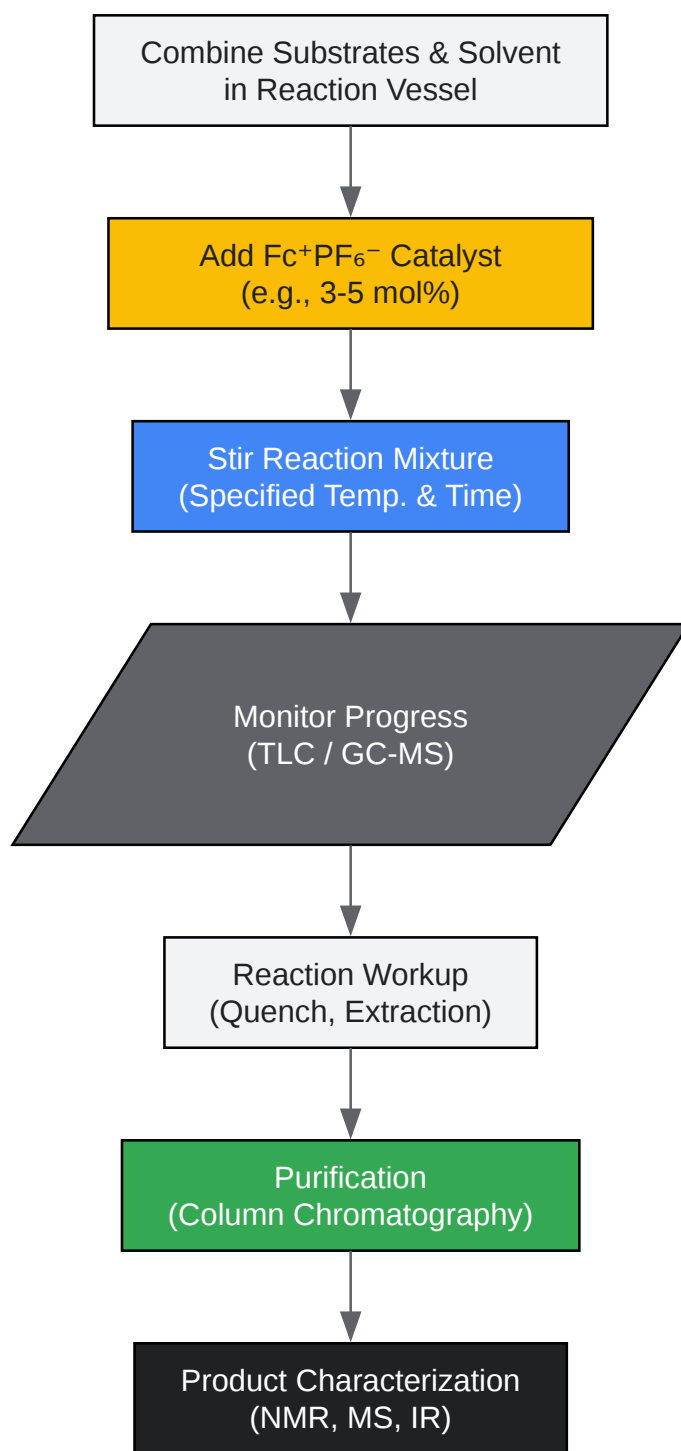 Combine Substrates & Solvent
in Reaction Vessel
Add Fc⁺PF₆⁻ Catalyst
(e.g., 3-5 mol%)
Stir Reaction Mixture
(Specified Temp. & Time)
Monitor Progress
(TLC / GC-MS)
Reaction Workup
(Quench, Extraction)
Purification
(Column Chromatography)
Product Characterization
(NMR, MS, IR)